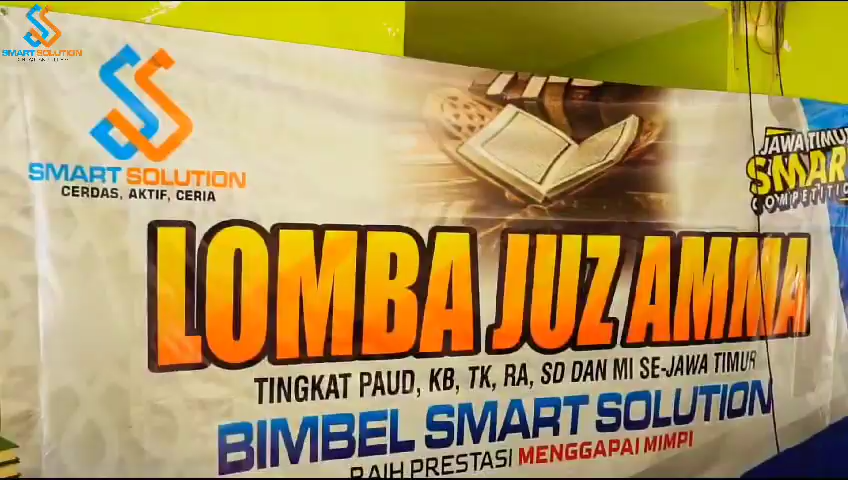 SMART SOLUTION
SMART SOLUTION
CERDAS, AKTIF, CERIA
JAWA TIMUR
SMAR
COMPETITIO
LOMBA JUZ AMMA
TINGKAT PAUD, KB, TK, RA, SD DAN MI SE-JAWA TIMUR
BIMBEL SMART SOLUTION
RAIH PRESTASI MENGGAPAI MIMPI